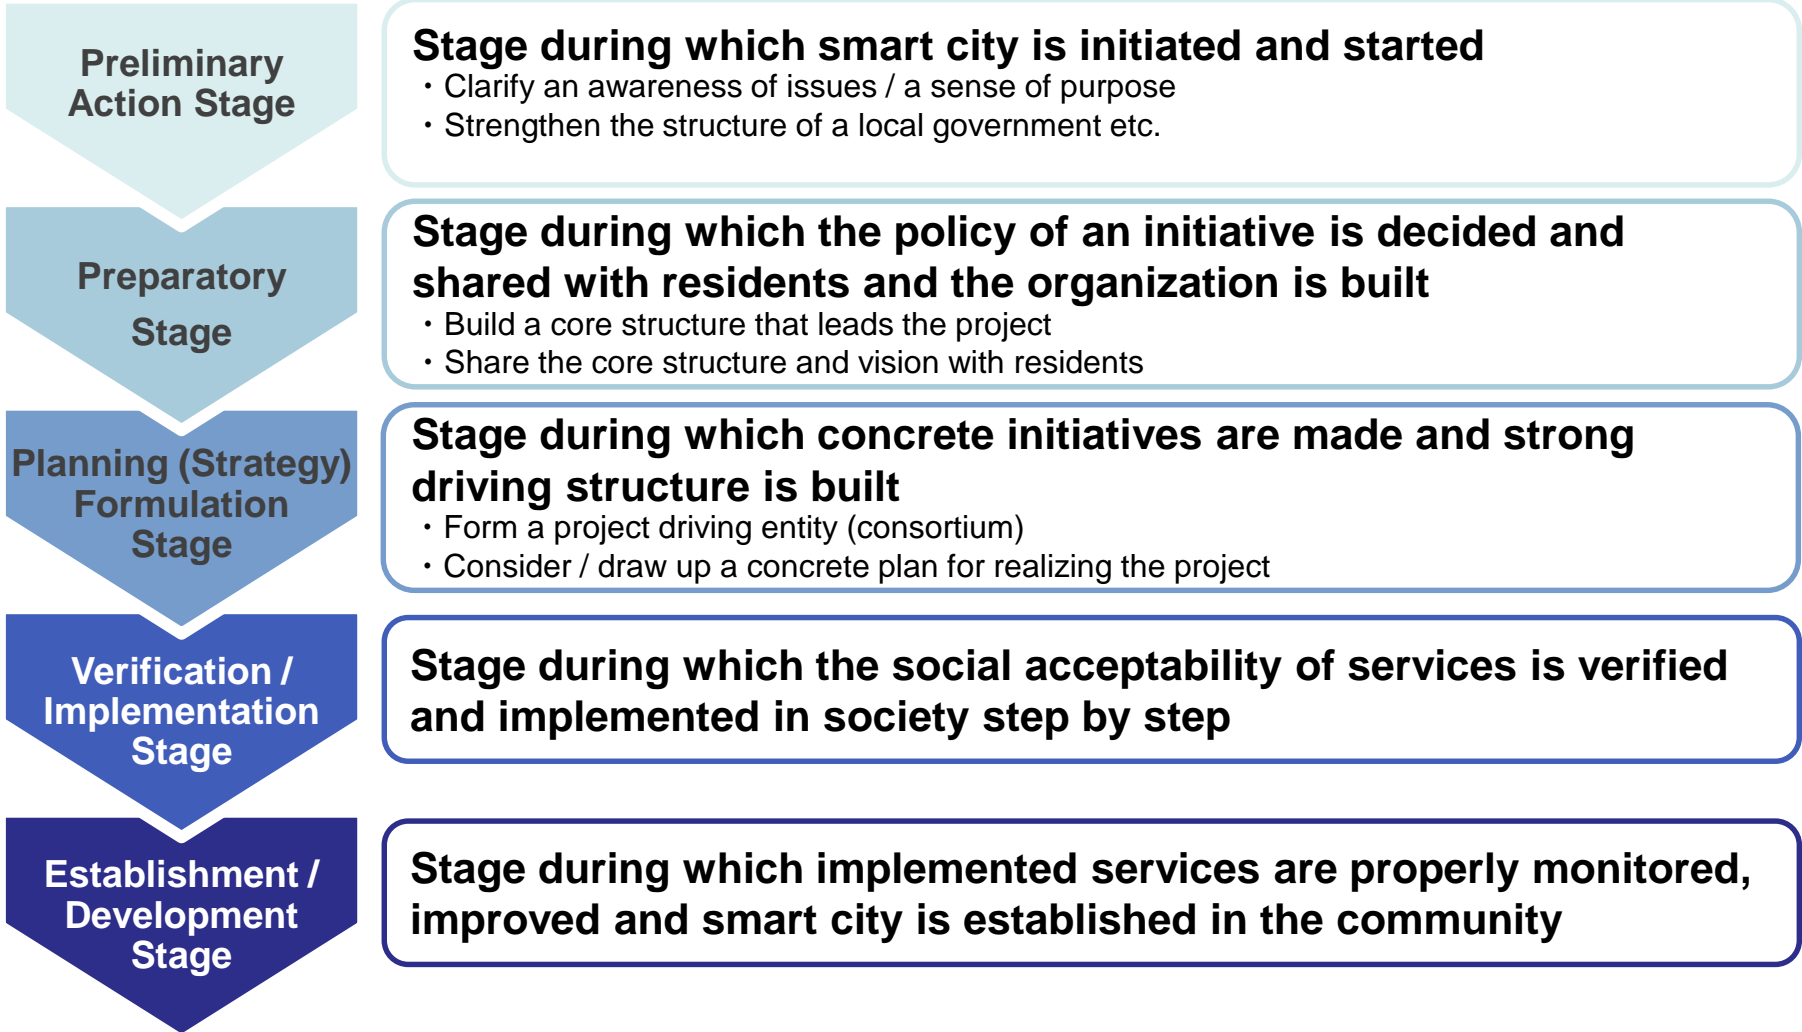 Preliminary
Action Stage
Stage during which smart city is initiated and started
・Clarify an awareness of issues / a sense of purpose
・Strengthen the structure of a local government etc.
Preparatory
Stage
Stage during which the policy of an initiative is decided and
shared with residents and the organization is built
・Build a core structure that leads the project
・Share the core structure and vision with residents
Planning (Strategy)
Formulation
Stage
Stage during which concrete initiatives are made and strong
driving structure is built
・Form a project driving entity (consortium)
・Consider / draw up a concrete plan for realizing the project
Verification /
Implementation
Stage
Stage during which the social acceptability of services is verified
and implemented in society step by step
Establishment /
Development
Stage
Stage during which implemented services are properly monitored,
improved and smart city is established in the community